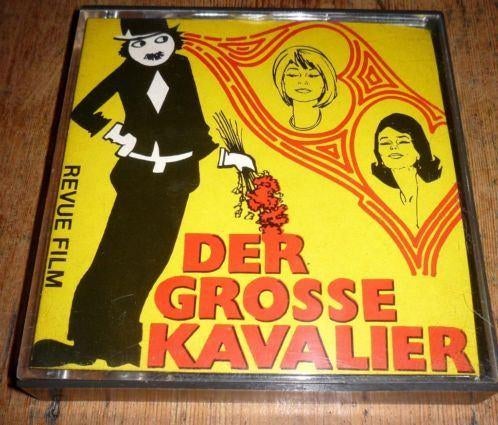 REVUE FILM
DER
GROSSE
KAVALIER